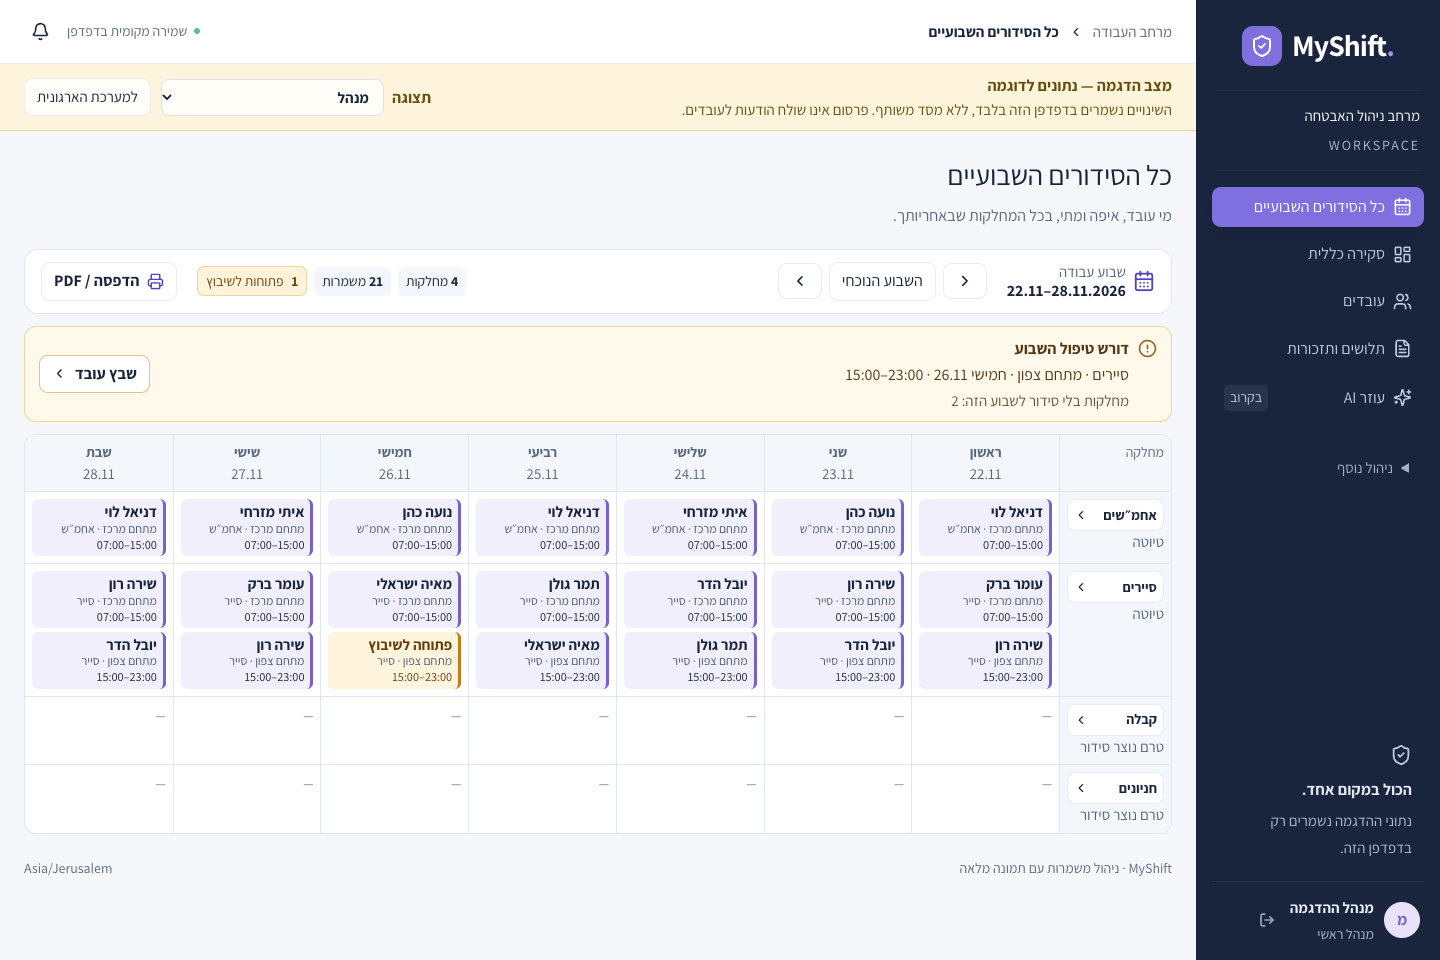 MyShift.
מרחב ניהול האבטחה
WORKSPACE
כל הסידורים השבועיים
סקירה כללית
עובדים
תלושים ותזכורות
עוזר AI
בקרוב
ניהול נוסף
הכול במקום אחד.
נתוני ההדגמה נשמרים רק
בדפדפן הזה.
מ
מנהל ההדגמה
מנהל ראשי
מרחב העבודה
כל הסידורים השבועיים
שמירה מקומית בדפדפן
מצב הדגמה — נתונים לדוגמה
השינויים נשמרים בדפדפן הזה בלבד, ללא מסד משותף. פרסום אינו שולח הודעות לעובדים.
תצוגה
מנהל
למערכת הארגונית
כל הסידורים השבועיים
מי עובד, איפה ומתי, בכל המחלקות שבאחריותך.
שבוע עבודה
22.11–28.11.2026
השבוע הנוכחי
4 מחלקות
21 משמרות
1 פתוחות לשיבוץ
הדפסה / PDF
דורש טיפול השבוע
סיירים · מתחם צפון · חמישי 26.11 · 15:00–23:00
מחלקות בלי סידור לשבוע הזה: 2
שבץ עובד
מחלקה
ראשון
22.11
שני
23.11
שלישי
24.11
רביעי
25.11
חמישי
26.11
שישי
27.11
שבת
28.11
אחמ״שים
טיוטה
דניאל לוי
מתחם מרכז · אחמ״ש
07:00–15:00
נועה כהן
מתחם מרכז · אחמ״ש
07:00–15:00
איתי מזרחי
מתחם מרכז · אחמ״ש
07:00–15:00
דניאל לוי
מתחם מרכז · אחמ״ש
07:00–15:00
נועה כהן
מתחם מרכז · אחמ״ש
07:00–15:00
איתי מזרחי
מתחם מרכז · אחמ״ש
07:00–15:00
דניאל לוי
מתחם מרכז · אחמ״ש
07:00–15:00
סיירים
טיוטה
עומר ברק
מתחם מרכז · סייר
07:00–15:00
שירה רון
מתחם מרכז · סייר
07:00–15:00
יובל הדר
מתחם מרכז · סייר
07:00–15:00
תמר גולן
מתחם מרכז · סייר
07:00–15:00
מאיה ישראלי
מתחם מרכז · סייר
07:00–15:00
עומר ברק
מתחם מרכז · סייר
07:00–15:00
שירה רון
מתחם מרכז · סייר
07:00–15:00
שירה רון
מתחם צפון · סייר
15:00–23:00
יובל הדר
מתחם צפון · סייר
15:00–23:00
תמר גולן
מתחם צפון · סייר
15:00–23:00
מאיה ישראלי
מתחם צפון · סייר
15:00–23:00
פתוחה לשיבוץ
מתחם צפון · סייר
15:00–23:00
שירה רון
מתחם צפון · סייר
15:00–23:00
יובל הדר
מתחם צפון · סייר
15:00–23:00
קבלה
טרם נוצר סידור
— — — — — — —
חניונים
טרם נוצר סידור
— — — — — — —
MyShift · ניהול משמרות עם תמונה מלאה
Asia/Jerusalem